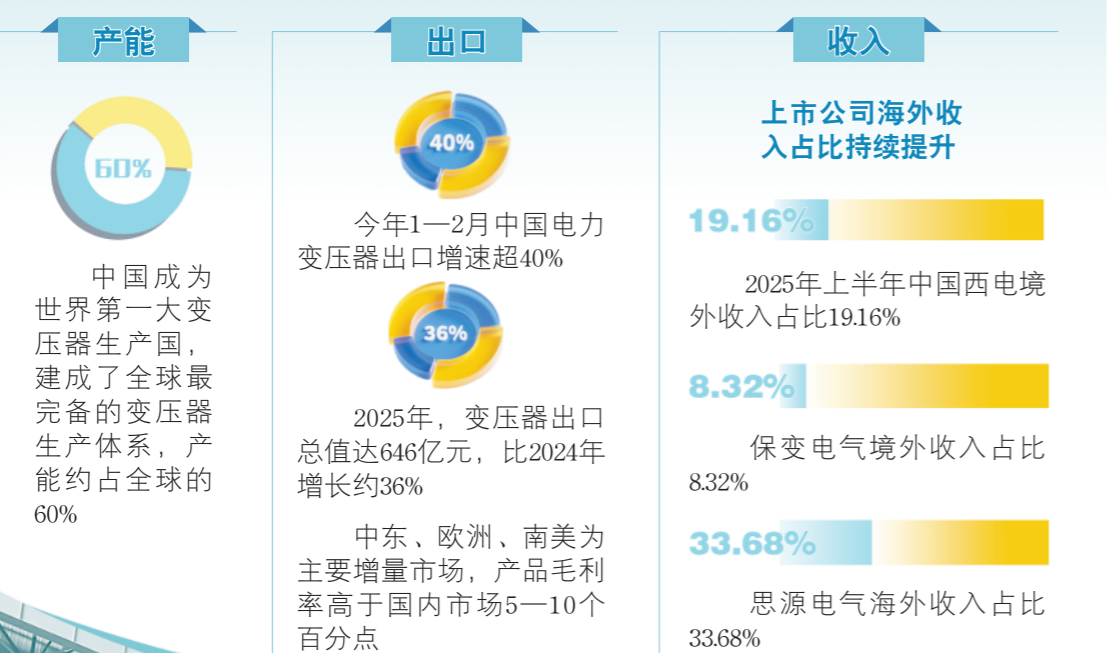 产能
60%
中国成为
世界第一大变
压器生产国，
建成了全球最
完备的变压器
生产体系，产
能约占全球的
60%
出口
40%
今年1—2月中国电力
变压器出口增速超40%
36%
2025年，变压器出口
总值达646亿元，比2024年
增长约36%
中东、欧洲、南美为
主要增量市场，产品毛利
率高于国内市场5—10个
百分点
收入
上市公司海外收
入占比持续提升
19.16%
2025年上半年中国西电境
外收入占比19.16%
8.32%
保变电气境外收入占比
8.32%
33.68%
思源电气海外收入占比
33.68%